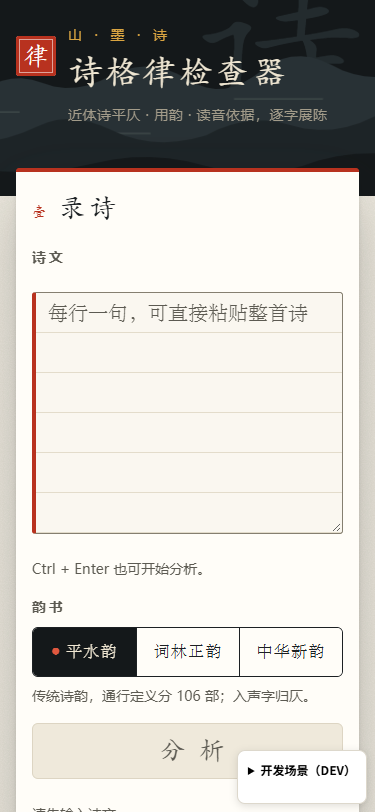 律
山 · 墨 · 诗
诗格律检查器
近体诗平仄 · 用韵 · 读音依据，逐字展陈
壹 录诗
诗文
每行一句，可直接粘贴整首诗
Ctrl + Enter 也可开始分析。
韵书
平水韵 词林正韵 中华新韵
传统诗韵，通行定义分 106 部；入声字归仄。
分 析
▶ 开发场景（DEV）